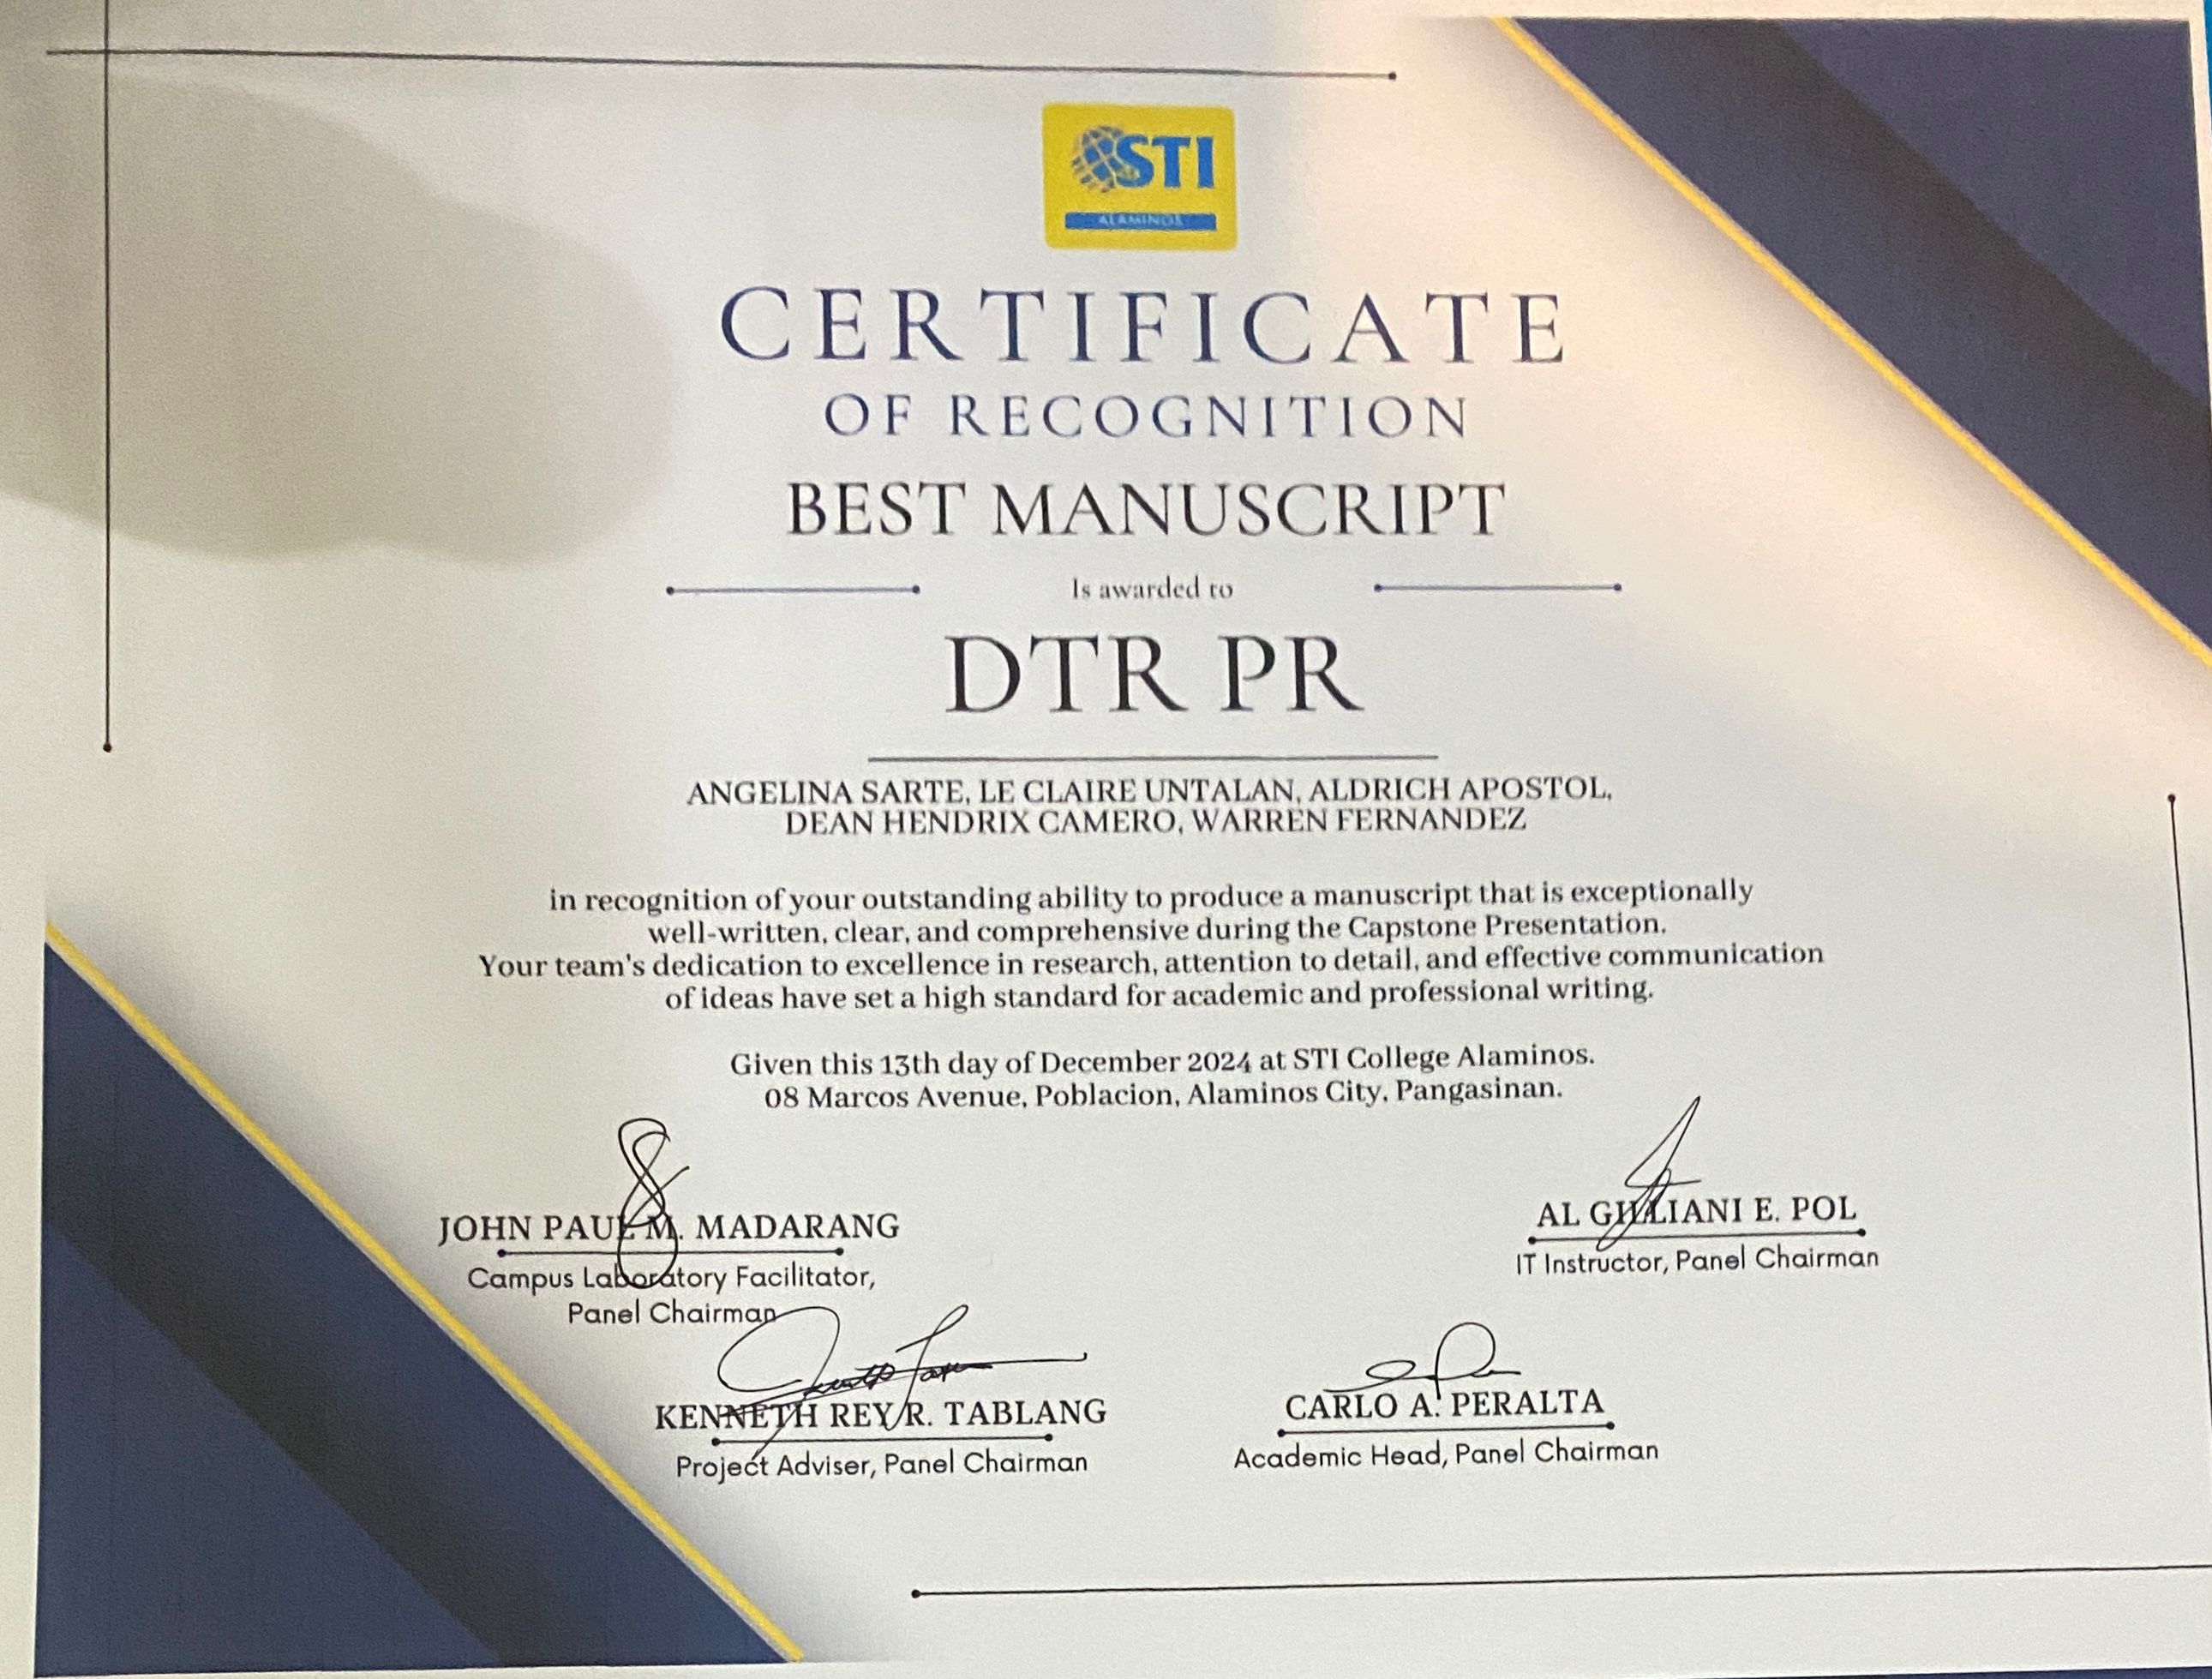 STI
ALAMINOS
CERTIFICATE
OF RECOGNITION
BEST MANUSCRIPT
Is awarded to
DTR PR
ANGELINA SARTE, LE CLAIRE UNTALAN, ALDRICH APOSTOL,
DEAN HENDRIX CAMERO, WARREN FERNANDEZ
in recognition of your outstanding ability to produce a manuscript that is exceptionally
well-written, clear, and comprehensive during the Capstone Presentation.
Your team's dedication to excellence in research, attention to detail, and effective communication
of ideas have set a high standard for academic and professional writing.
Given this 13th day of December 2024 at STI College Alaminos.
08 Marcos Avenue, Poblacion, Alaminos City, Pangasinan.
JOHN PAUL M. MADARANG
Campus Laboratory Facilitator,
Panel Chairman
AL GILLIANI E. POL
IT Instructor, Panel Chairman
KENNETH REY R. TABLANG
Project Adviser, Panel Chairman
CARLO A. PERALTA
Academic Head, Panel Chairman